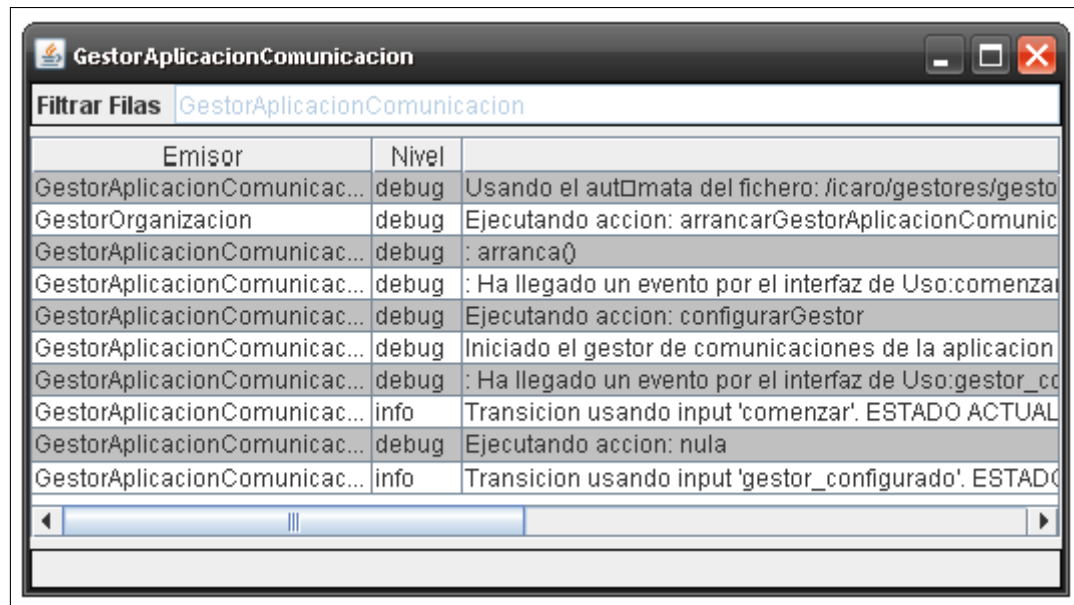 GestorAplicacionComunicacion
Filtrar Filas GestorAplicacionComunicacion
Emisor Nivel
GestorAplicacionComunicac... debug Usando el aut□mata del fichero: /icaro/gestores/gesto
GestorOrganizacion debug Ejecutando accion: arrancarGestorAplicacionComunic
GestorAplicacionComunicac... debug : arranca()
GestorAplicacionComunicac... debug : Ha llegado un evento por el interfaz de Uso:comenzar
GestorAplicacionComunicac... debug Ejecutando accion: configurarGestor
GestorAplicacionComunicac... debug Iniciado el gestor de comunicaciones de la aplicacion
GestorAplicacionComunicac... debug : Ha llegado un evento por el interfaz de Uso:gestor_co
GestorAplicacionComunicac... info Transicion usando input 'comenzar'. ESTADO ACTUAL
GestorAplicacionComunicac... debug Ejecutando accion: nula
GestorAplicacionComunicac... info Transicion usando input 'gestor_configurado'. ESTADO